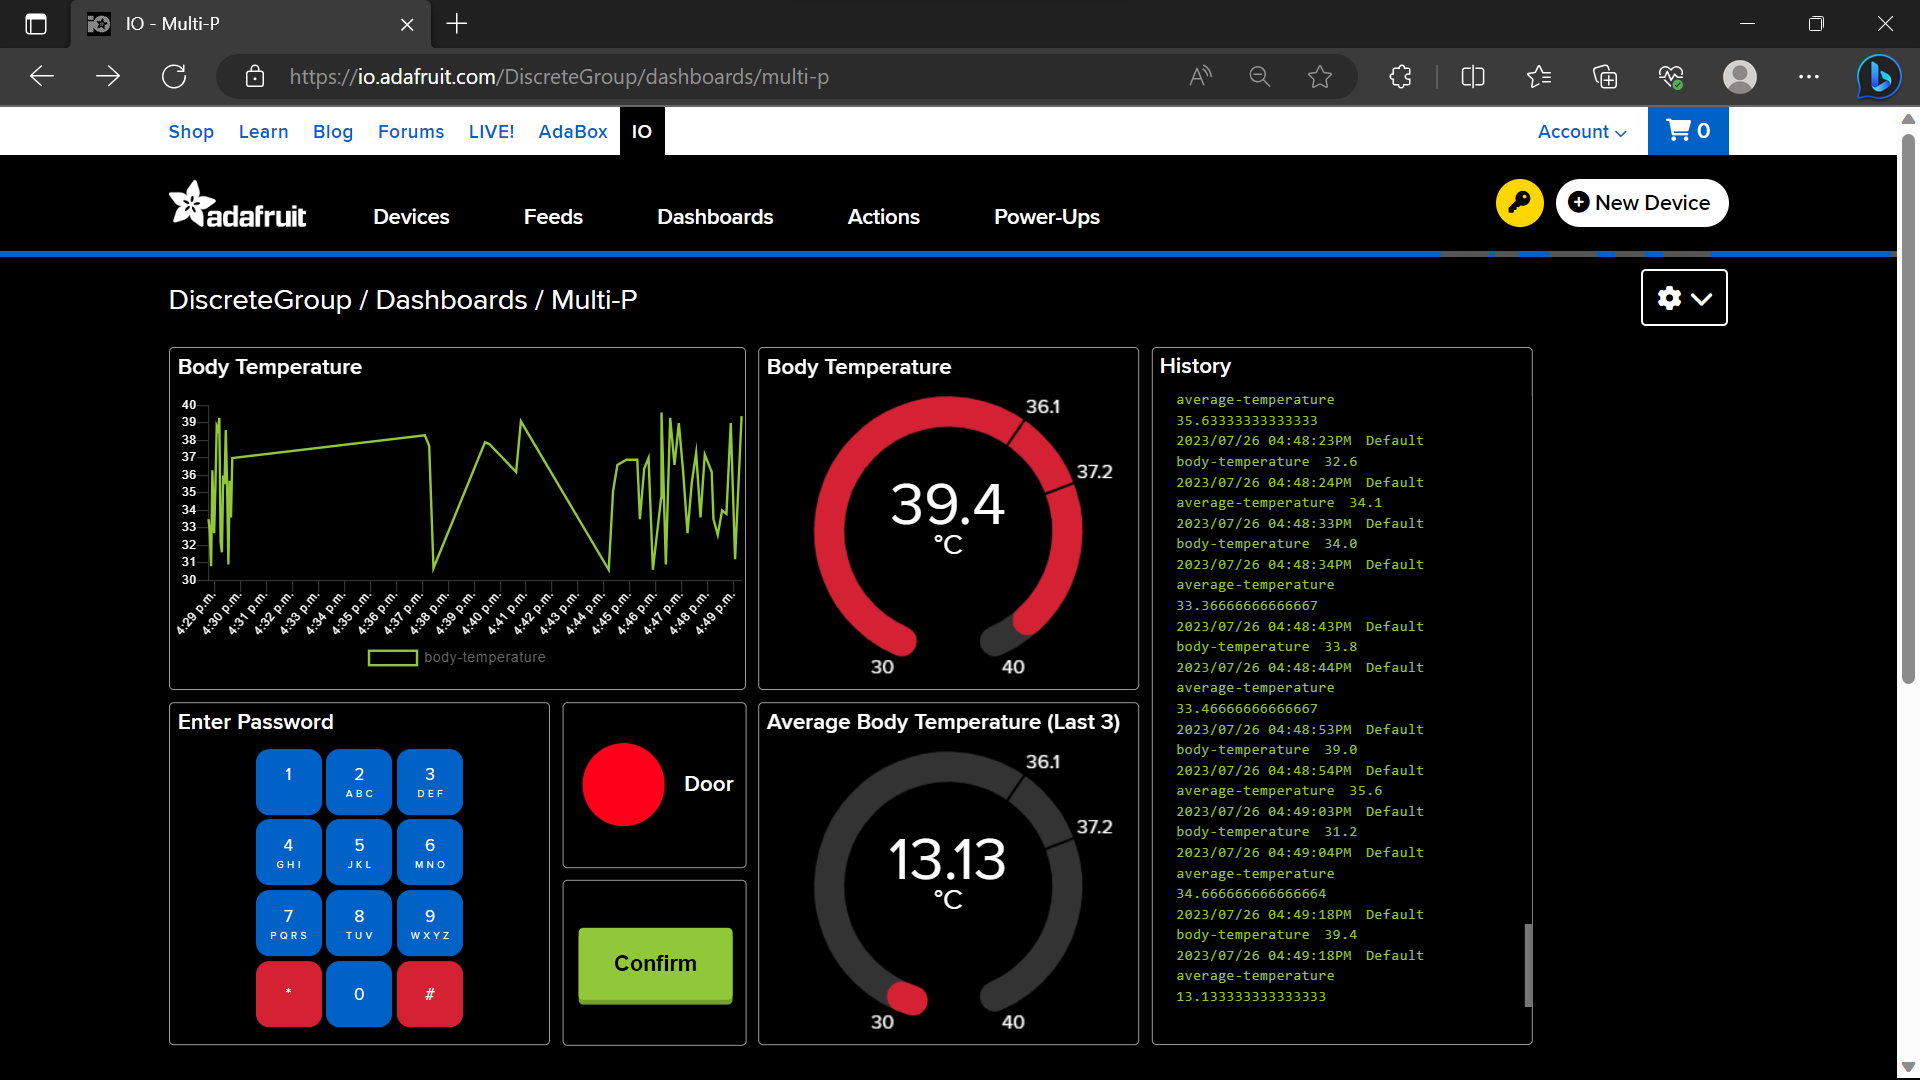 IO - Multi-P
https://io.adafruit.com/DiscreteGroup/dashboards/multi-p
Shop Learn Blog Forums LIVE! AdaBox IO Account 0
adafruit Devices Feeds Dashboards Actions Power-Ups New Device
DiscreteGroup / Dashboards / Multi-P
Body Temperature
40
39
38
37
36
35
34
33
32
31
30
4:29 p.m. 4:30 p.m. 4:31 p.m. 4:32 p.m. 4:33 p.m. 4:34 p.m. 4:35 p.m. 4:36 p.m. 4:37 p.m. 4:38 p.m. 4:39 p.m. 4:40 p.m. 4:41 p.m. 4:42 p.m. 4:43 p.m. 4:44 p.m. 4:45 p.m. 4:46 p.m. 4:47 p.m. 4:48 p.m. 4:49 p.m.
body-temperature
Body Temperature
36.1
37.2
39.4
°C
30 40
History
average-temperature
35.63333333333333
2023/07/26 04:48:23PM Default
body-temperature 32.6
2023/07/26 04:48:24PM Default
average-temperature 34.1
2023/07/26 04:48:33PM Default
body-temperature 34.0
2023/07/26 04:48:34PM Default
average-temperature
33.36666666666667
2023/07/26 04:48:43PM Default
body-temperature 33.8
2023/07/26 04:48:44PM Default
average-temperature
33.46666666666667
2023/07/26 04:48:53PM Default
body-temperature 39.0
2023/07/26 04:48:54PM Default
average-temperature 35.6
2023/07/26 04:49:03PM Default
body-temperature 31.2
2023/07/26 04:49:04PM Default
average-temperature
34.666666666666664
2023/07/26 04:49:18PM Default
body-temperature 39.4
2023/07/26 04:49:18PM Default
average-temperature
13.133333333333333
Enter Password
1 2 3
ABC DEF
4 5 6
GHI JKL MNO
7 8 9
PQRS TUV WXYZ
* 0 #
Door
Confirm
Average Body Temperature (Last 3)
36.1
37.2
13.13
°C
30 40